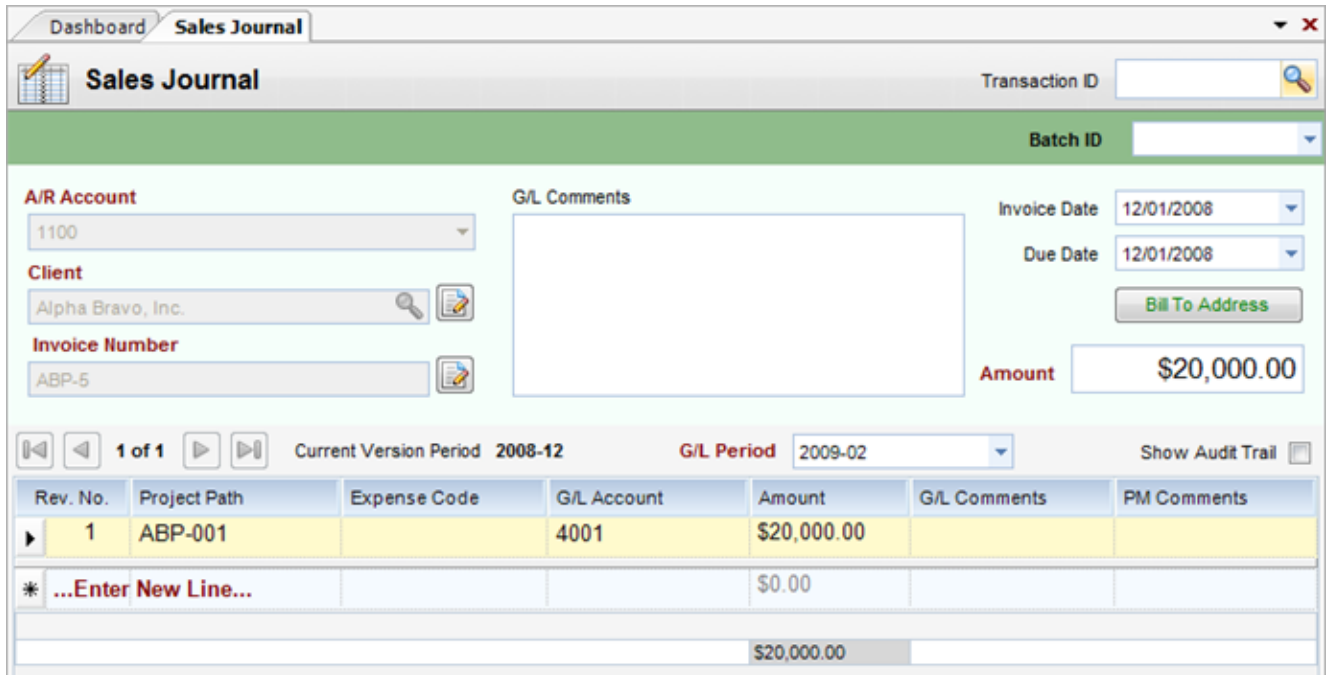 Dashboard Sales Journal
Sales Journal Transaction ID
Batch ID
A/R Account G/L Comments Invoice Date 12/01/2008
1100
Due Date 12/01/2008
Client
Alpha Bravo, Inc. Bill To Address
Invoice Number
ABP-5 Amount $20,000.00
1 of 1 Current Version Period 2008-12 G/L Period 2009-02 Show Audit Trail
Rev. No. Project Path Expense Code G/L Account Amount G/L Comments PM Comments
1 ABP-001 4001 $20,000.00
...Enter New Line... $0.00
$20,000.00